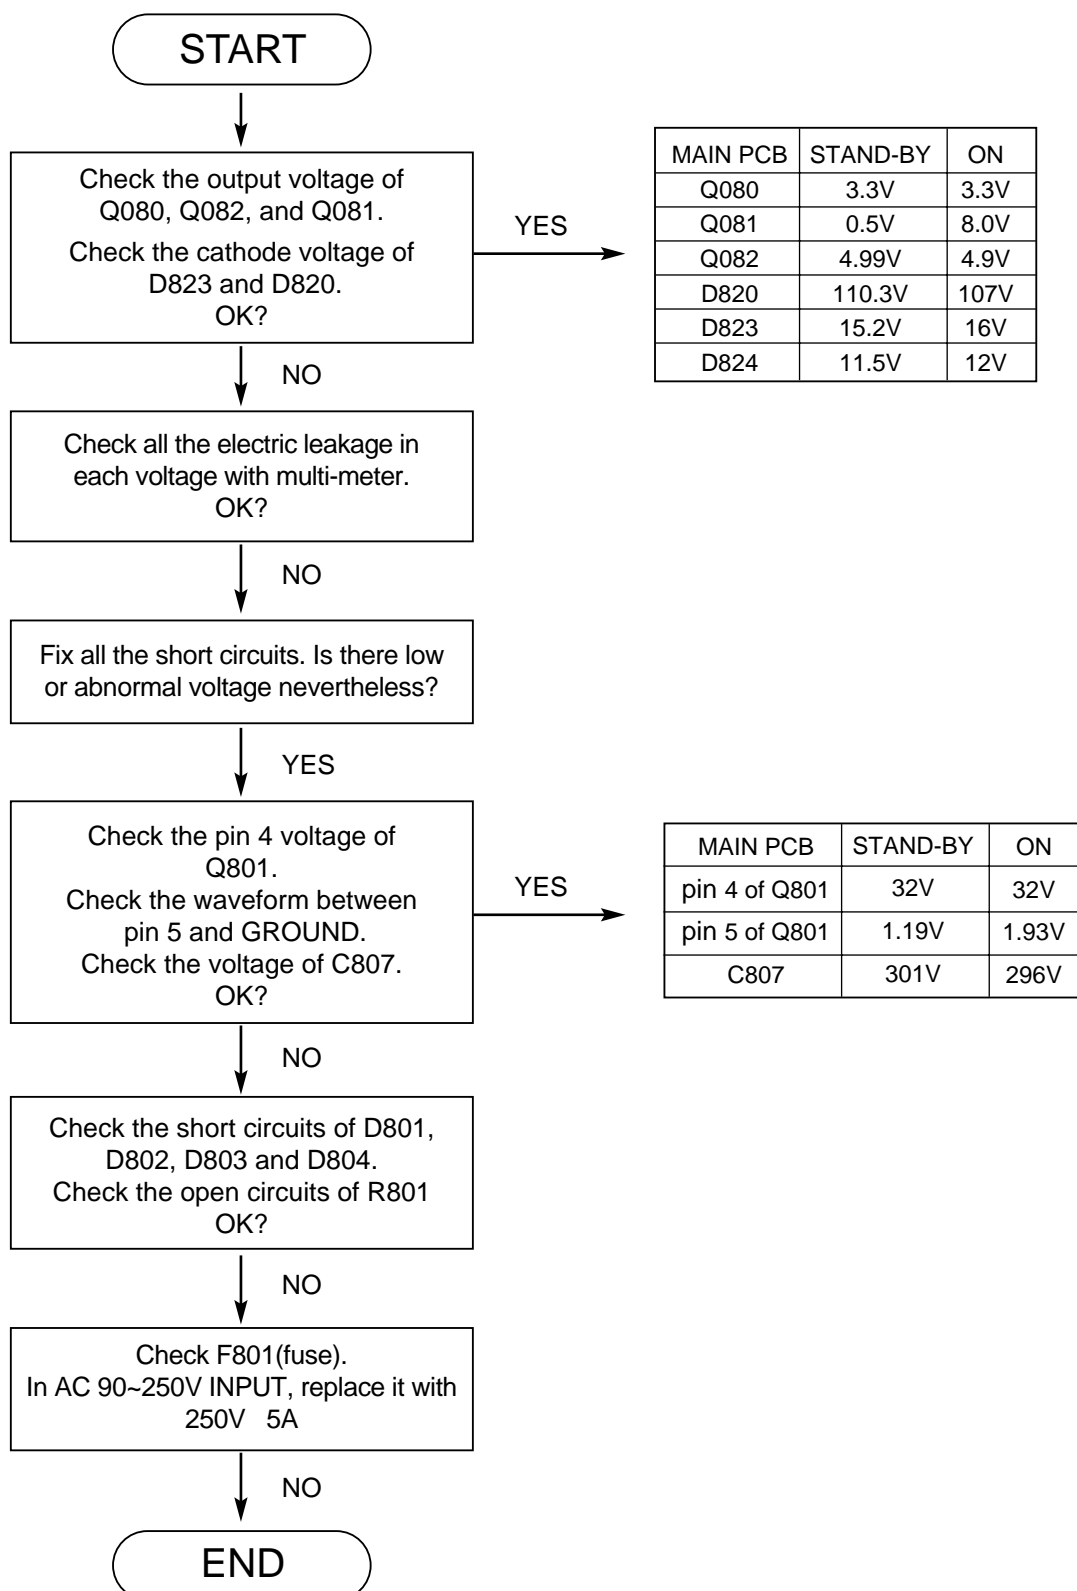 START
Check the output voltage of
Q080, Q082, and Q081.
Check the cathode voltage of
D823 and D820.
OK?
YES
MAIN PCB STAND-BY ON
Q080 3.3V 3.3V
Q081 0.5V 8.0V
Q082 4.99V 4.9V
D820 110.3V 107V
D823 15.2V 16V
D824 11.5V 12V
NO
Check all the electric leakage in
each voltage with multi-meter.
OK?
NO
Fix all the short circuits. Is there low
or abnormal voltage nevertheless?
YES
Check the pin 4 voltage of
Q801.
Check the waveform between
pin 5 and GROUND.
Check the voltage of C807.
OK?
YES
MAIN PCB STAND-BY ON
pin 4 of Q801 32V 32V
pin 5 of Q801 1.19V 1.93V
C807 301V 296V
NO
Check the short circuits of D801,
D802, D803 and D804.
Check the open circuits of R801
OK?
NO
Check F801(fuse).
In AC 90~250V INPUT, replace it with
250V 5A
NO
END